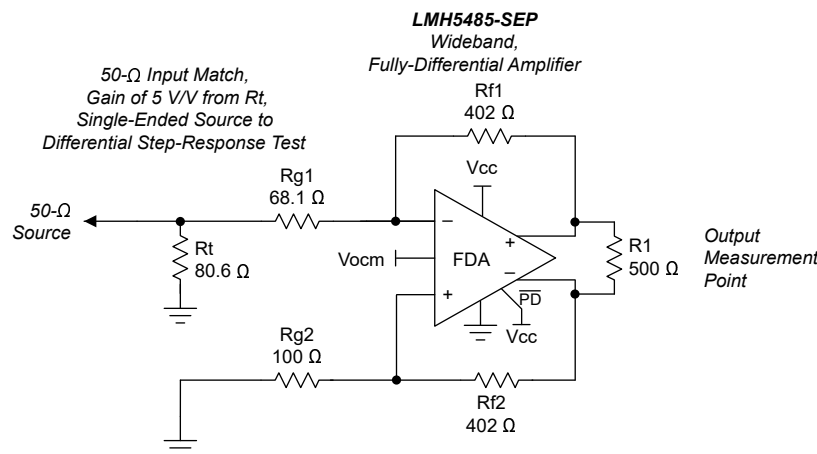 LMH5485-SEP
Wideband,
Fully-Differential Amplifier
50-Ω Input Match,
Gain of 5 V/V from Rt,
Single-Ended Source to
Differential Step-Response Test
Rf1
402 Ω
Vcc
Rg1
68.1 Ω
50-Ω
Source
Rt
80.6 Ω
Vocm
−
+
FDA
+
−
PD
Vcc
R1
500 Ω
Output
Measurement
Point
Rg2
100 Ω
Rf2
402 Ω